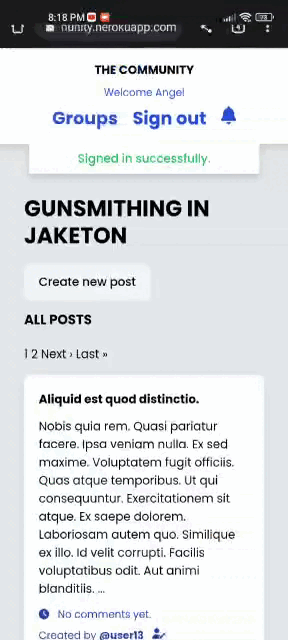 8:18 PM
nunity.herokuapp.com
THE COMMUNITY
Welcome Angel
Groups Sign out
Signed in successfully.
GUNSMITHING IN
JAKETON
Create new post
ALL POSTS
1 2 Next › Last »
Aliquid est quod distinctio.
Nobis quia rem. Quasi pariatur
facere. Ipsa veniam nulla. Ex sed
maxime. Voluptatem fugit officiis.
Quas atque temporibus. Ut qui
consequuntur. Exercitationem sit
atque. Ex saepe dolorem.
Laboriosam autem quo. Similique
ex illo. Id velit corrupti. Facilis
voluptatibus odit. Aut animi
blanditiis. ...
No comments yet.
Created by @user13